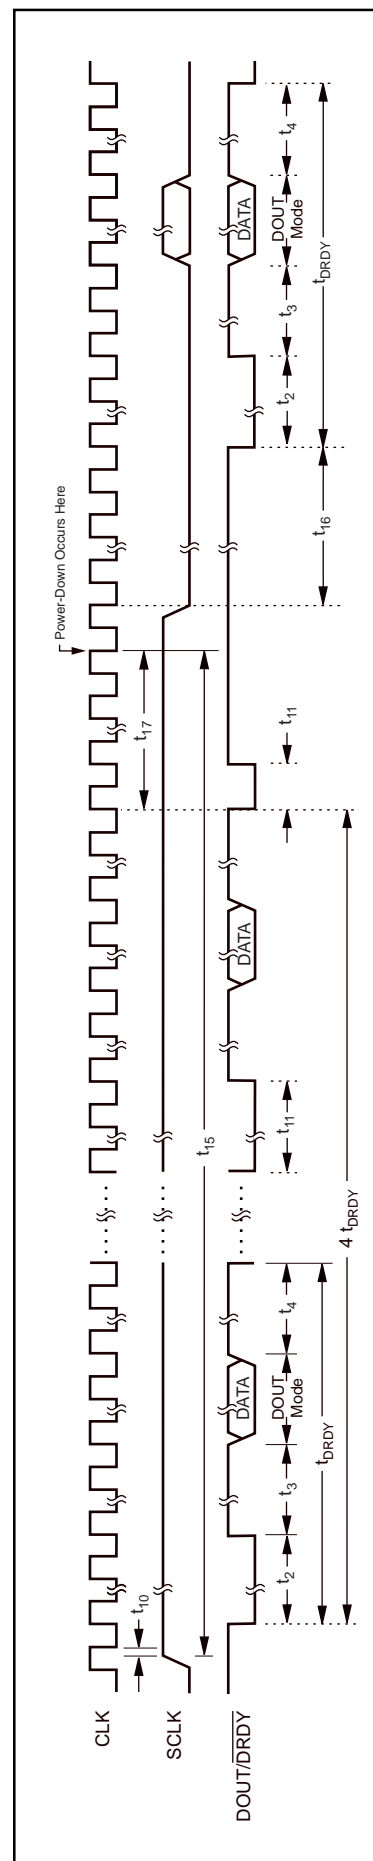 Power-Down Occurs Here
CLK
t10
t17
SCLK
t15
DOUT/DRDY
DATA
DATA
DATA
t2
t3
DOUT
Mode
t4
t11
t11
t16
t2
t3
DOUT
Mode
t4
tDRDY
tDRDY
4 tDRDY